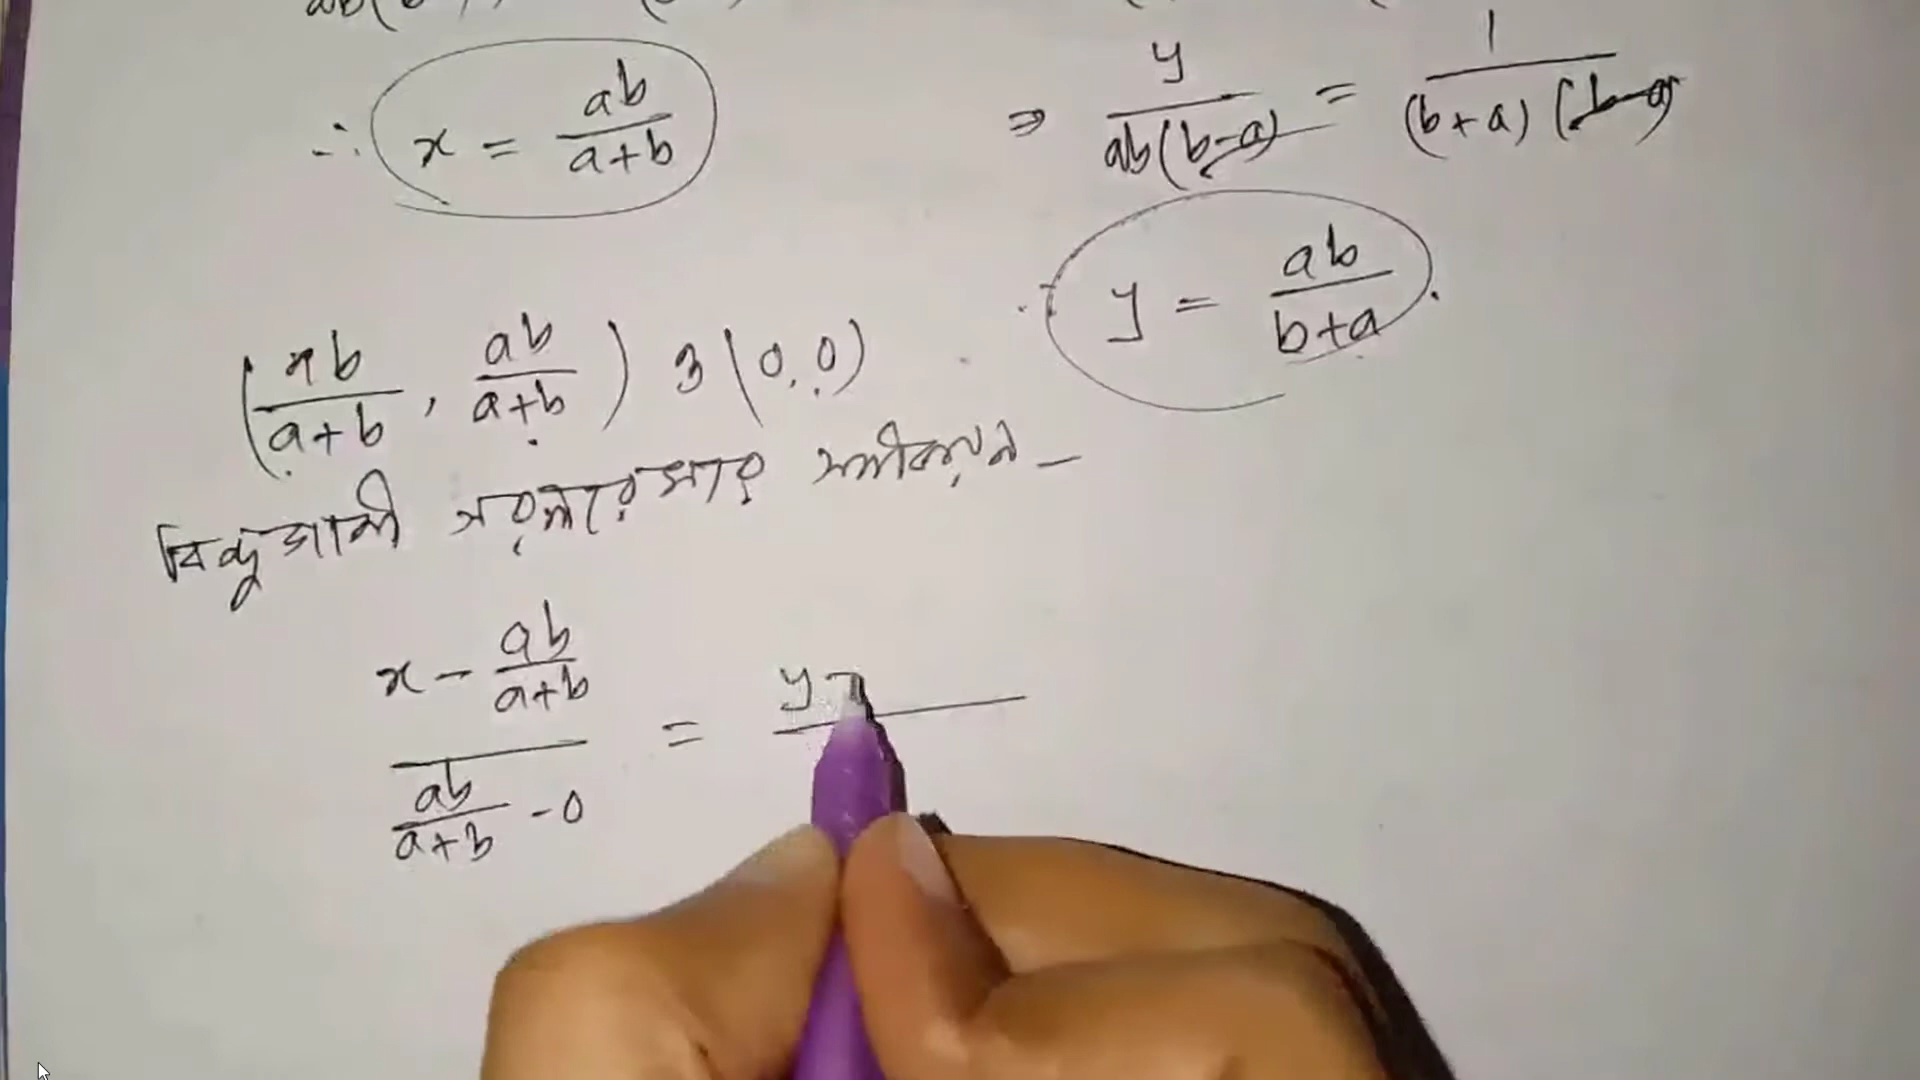 ∴ x = ab/(a+b)
⇒ y/(ab(b-a)) = 1/((b+a)(b-a))
∴ y = ab/(b+a).
(ab/(a+b), ab/(a+b)) ও (0,0)
বিন্দুগামী সরলরেখার সমীকরণ –
(x - ab/(a+b))/(ab/(a+b) - 0) = y -